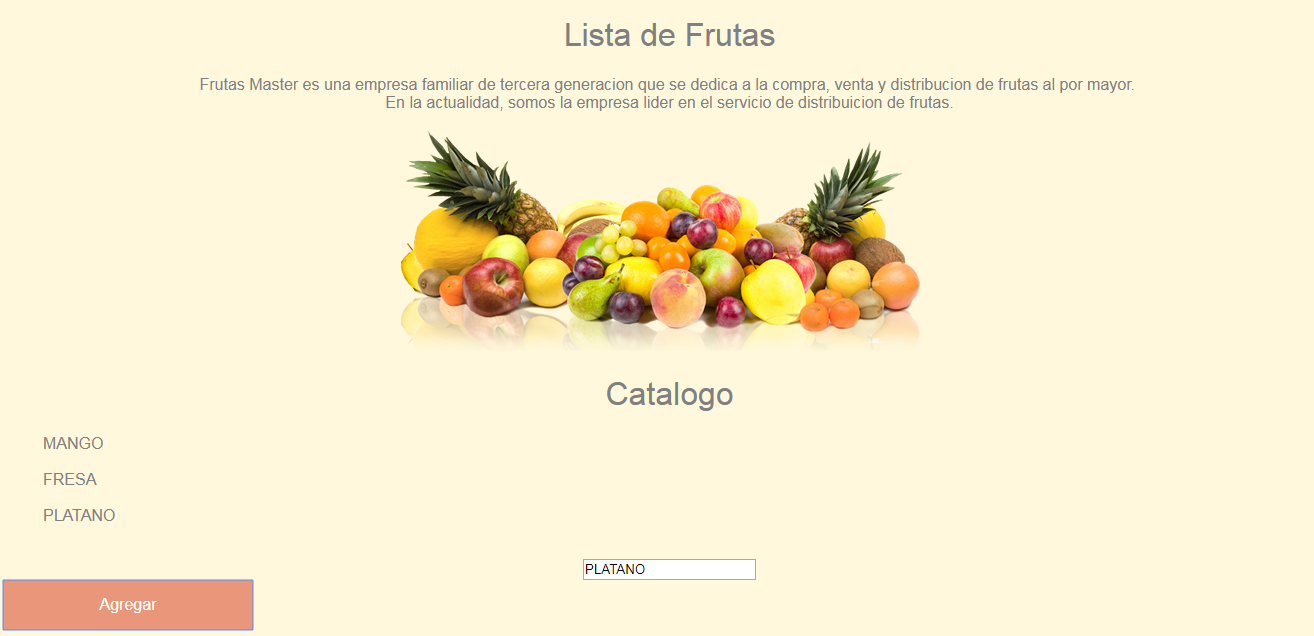 Lista de Frutas
Frutas Master es una empresa familiar de tercera generacion que se dedica a la compra, venta y distribucion de frutas al por mayor.
En la actualidad, somos la empresa lider en el servicio de distribuicion de frutas.
Catalogo
MANGO
FRESA
PLATANO
PLATANO
Agregar